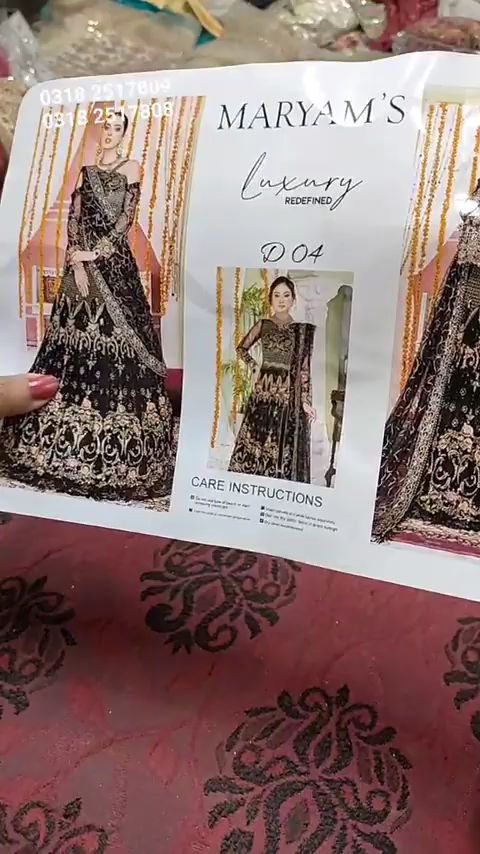 0318 2517809
0318 2517808
MARYAM'S
Luxury
REDEFINED
D 04
CARE INSTRUCTIONS